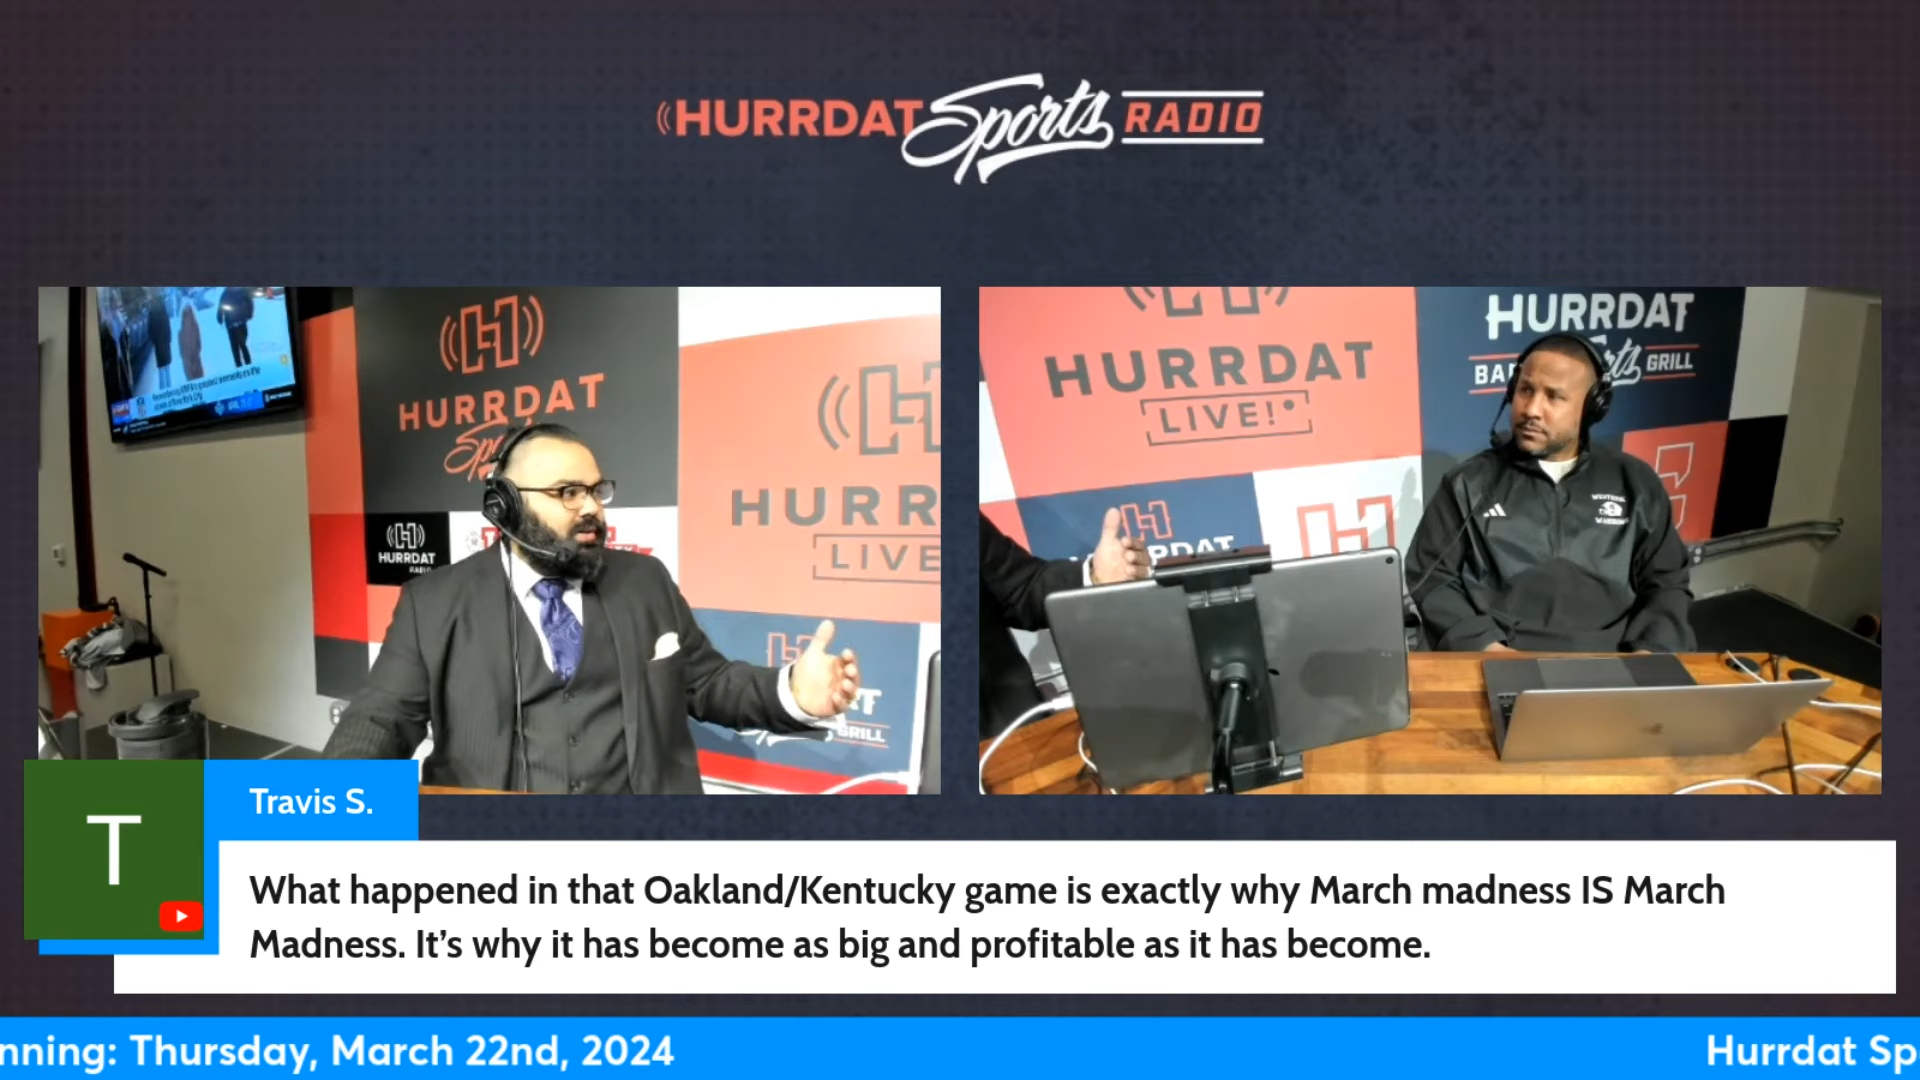 HURRDAT Sports RADIO
HURRDAT
HURRDAT
HURR
LIVE
HURRDAT
GRILL
HURRDAT
LIVE!
HURRDAT
GRILL
Travis S.
T
What happened in that Oakland/Kentucky game is exactly why March madness IS March
Madness. It’s why it has become as big and profitable as it has become.
nning: Thursday, March 22nd, 2024
Hurrdat Sp